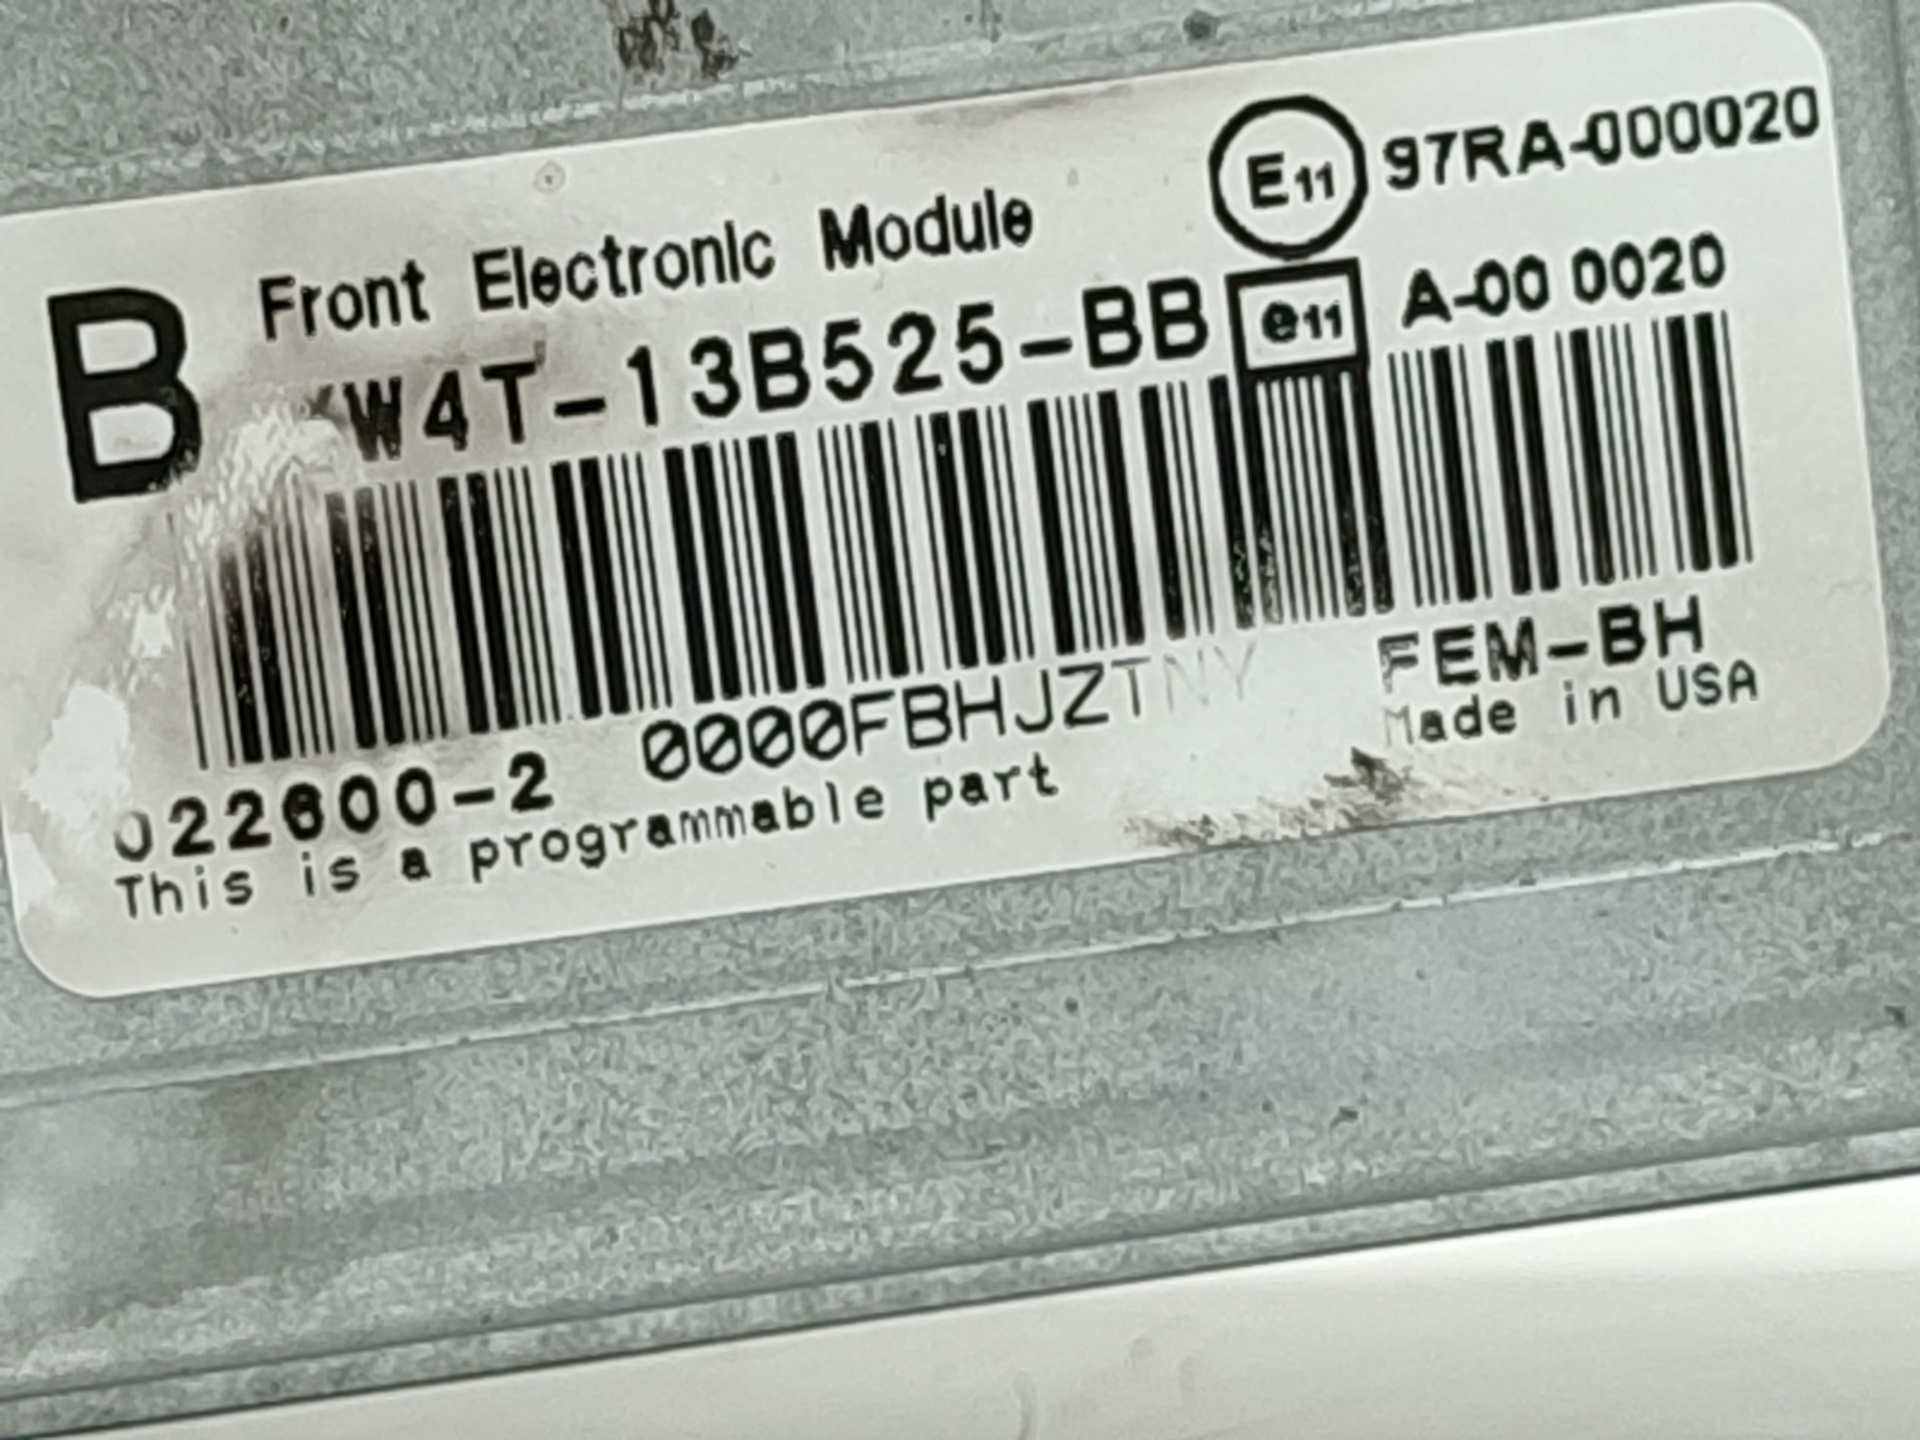 E11 97RA-000020
Front Electronic Module
B
W4T-13B525-BB
e11 A-00 0020
022600-2 0000FBHJZTNY
FEM-BH
This is a programmable part
Made in USA